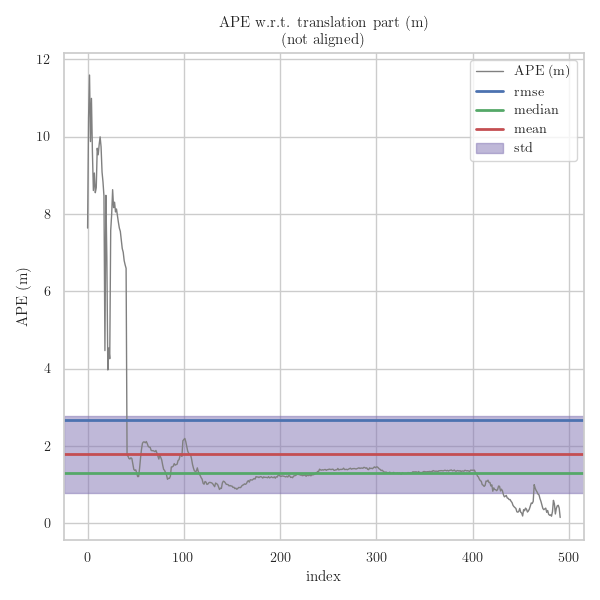 APE w.r.t. translation part (m)
(not aligned)
APE (m)
rmse
median
mean
std
12
10
8
6
4
2
0
APE (m)
0 100 200 300 400 500
index